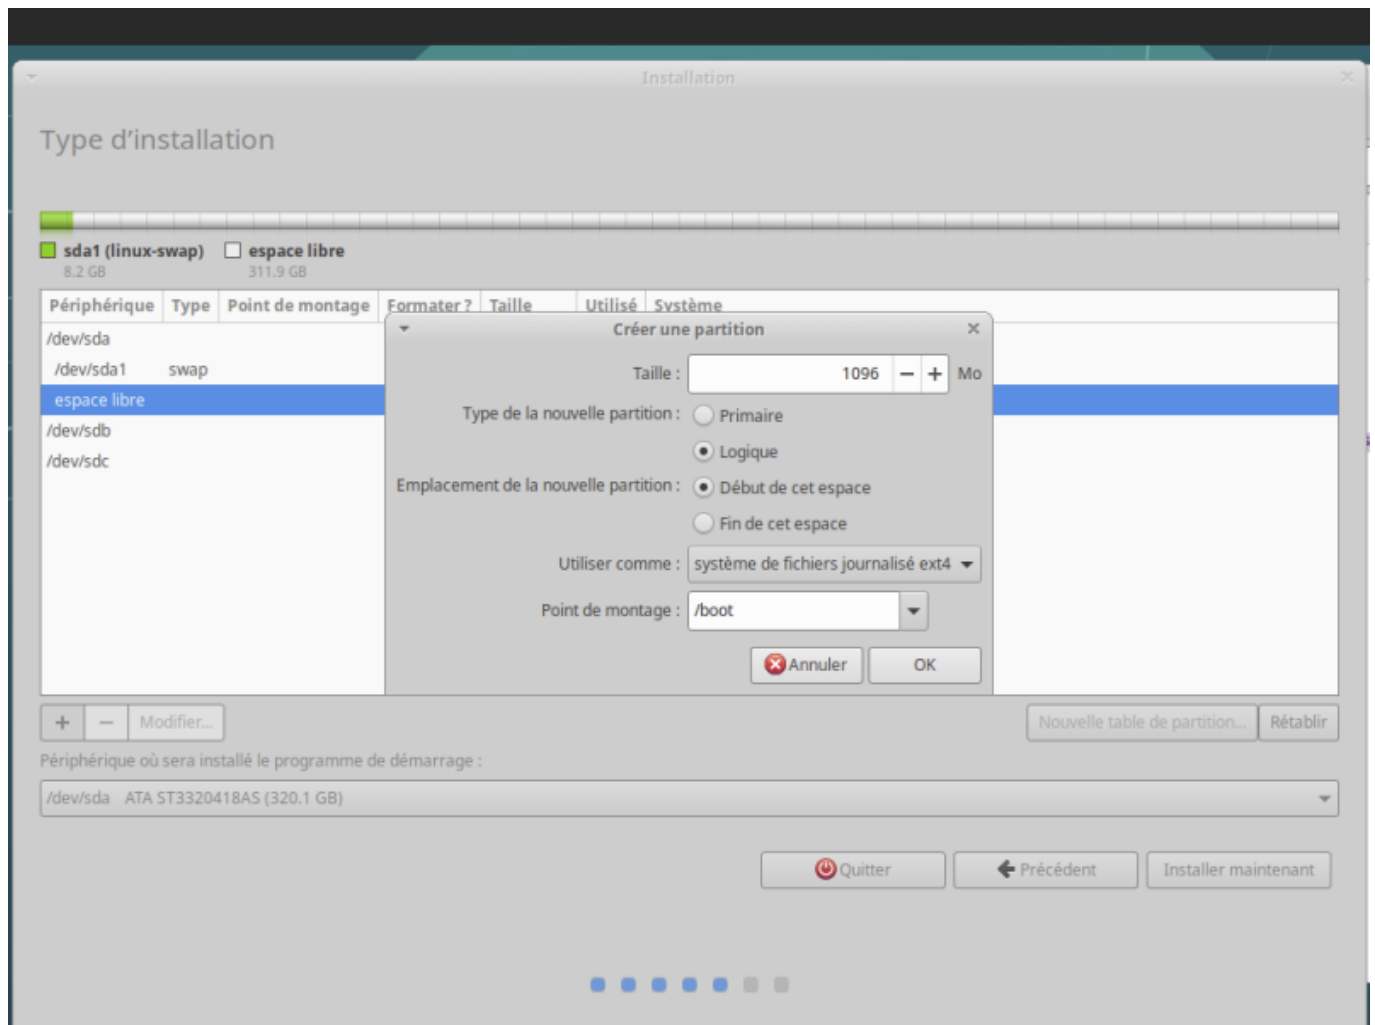 Installation
Type d'installation
sda1 (linux-swap) espace libre
8.2 GB 311.9 GB
Périphérique Type Point de montage Formater ? Taille Utilisé Système
/dev/sda
/dev/sda1 swap
espace libre
/dev/sdb
/dev/sdc
Créer une partition
Taille : 1096 Mo
Type de la nouvelle partition : Primaire
Logique
Emplacement de la nouvelle partition : Début de cet espace
Fin de cet espace
Utiliser comme : système de fichiers journalisé ext4
Point de montage : /boot
Annuler OK
+ − Modifier... Nouvelle table de partition... Rétablir
Périphérique où sera installé le programme de démarrage :
/dev/sda ATA ST3320418AS (320.1 GB)
Quitter Précédent Installer maintenant